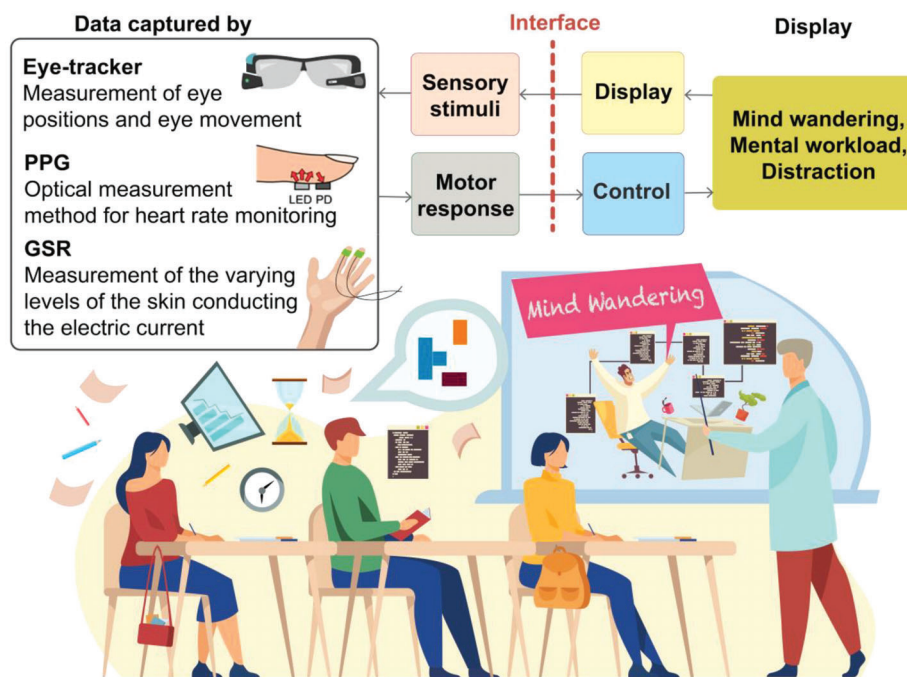 Data captured by
Interface
Display
Eye-tracker
Measurement of eye
positions and eye movement
PPG
Optical measurement
method for heart rate monitoring
LED PD
GSR
Measurement of the varying
levels of the skin conducting
the electric current
Sensory
stimuli
Display
Motor
response
Control
Mind wandering,
Mental workload,
Distraction
Mind Wandering